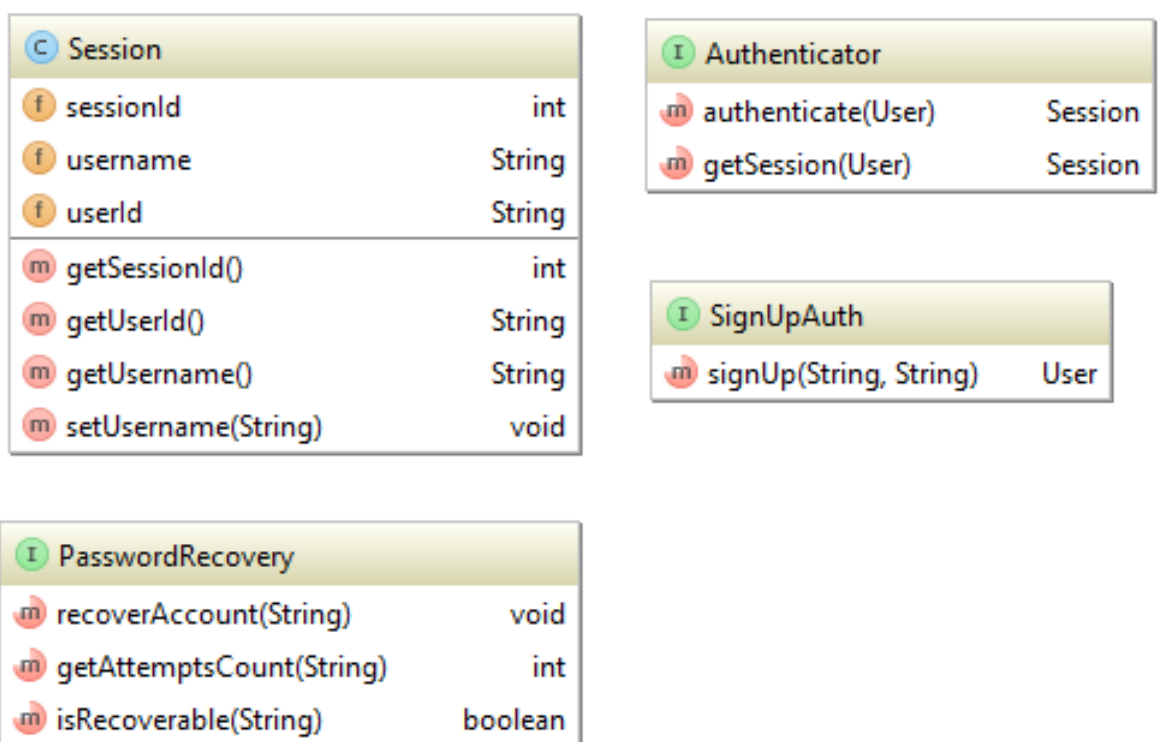 C Session
f sessionId int
f username String
f userId String
m getSessionId() int
m getUserId() String
m getUsername() String
m setUsername(String) void
I Authenticator
m authenticate(User) Session
m getSession(User) Session
I SignUpAuth
m signUp(String, String) User
I PasswordRecovery
m recoverAccount(String) void
m getAttemptsCount(String) int
m isRecoverable(String) boolean